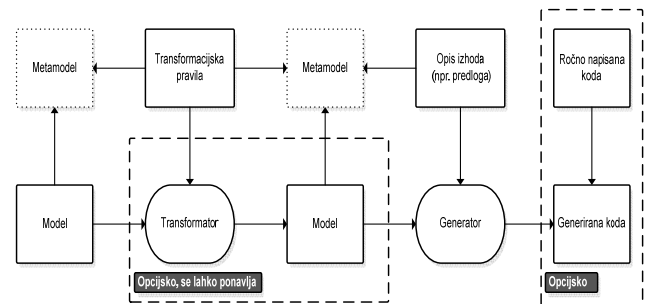 Metamodel
Transformacijska
pravila
Metamodel
Opis izhoda
(npr. predloga)
Ročno napisana
koda
Model
Transformator
Model
Generator
Generirana koda
Opcijsko, se lahko ponavlja
Opcijsko